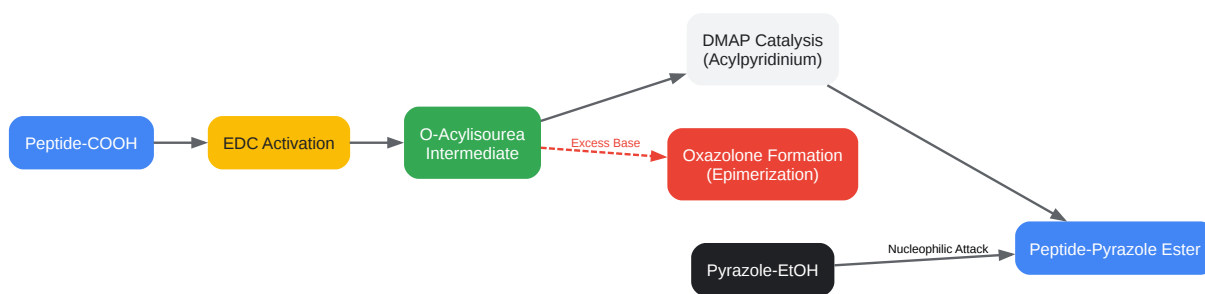 DMAP Catalysis
(Acylpyridinium)
Peptide-COOH
EDC Activation
O-Acylisourea
Intermediate
Excess Base
Oxazolone Formation
(Epimerization)
Pyrazole-EtOH
Nucleophilic Attack
Peptide-Pyrazole Ester